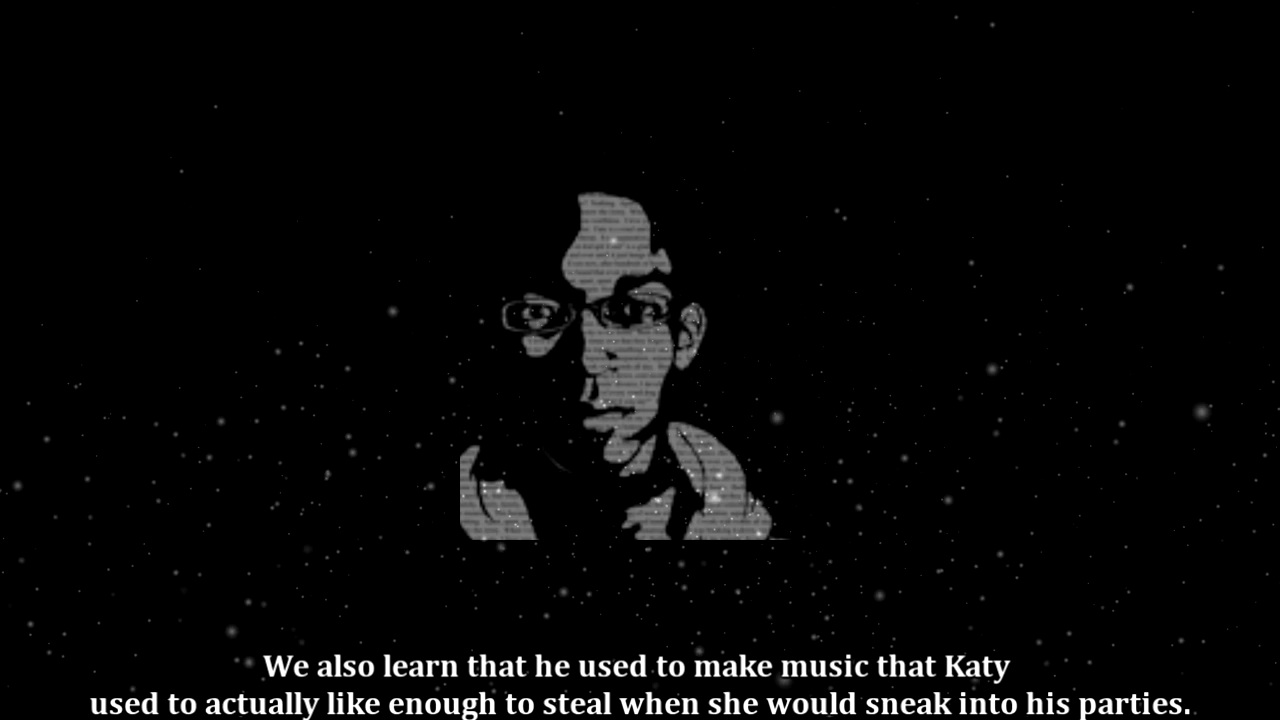 We also learn that he used to make music that Katy
used to actually like enough to steal when she would sneak into his parties.